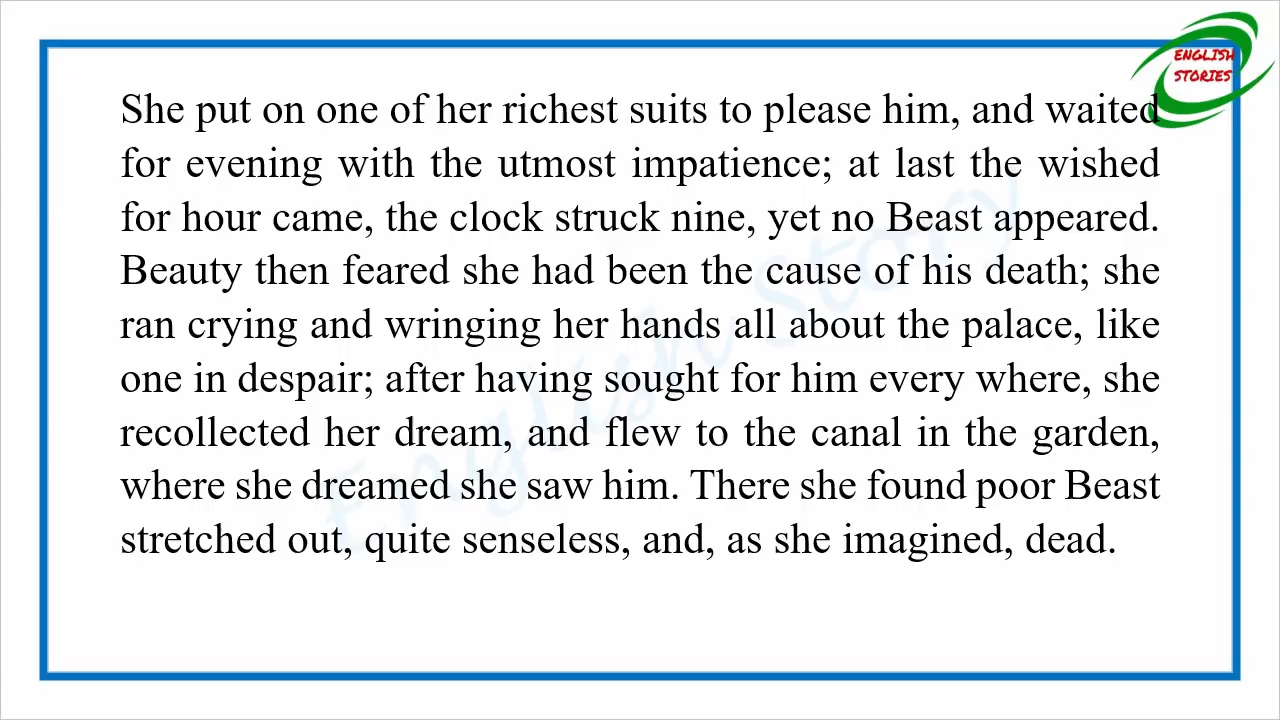 ENGLISH
STORIES
She put on one of her richest suits to please him, and waited
for evening with the utmost impatience; at last the wished
for hour came, the clock struck nine, yet no Beast appeared.
Beauty then feared she had been the cause of his death; she
ran crying and wringing her hands all about the palace, like
one in despair; after having sought for him every where, she
recollected her dream, and flew to the canal in the garden,
where she dreamed she saw him. There she found poor Beast
stretched out, quite senseless, and, as she imagined, dead.
English Story